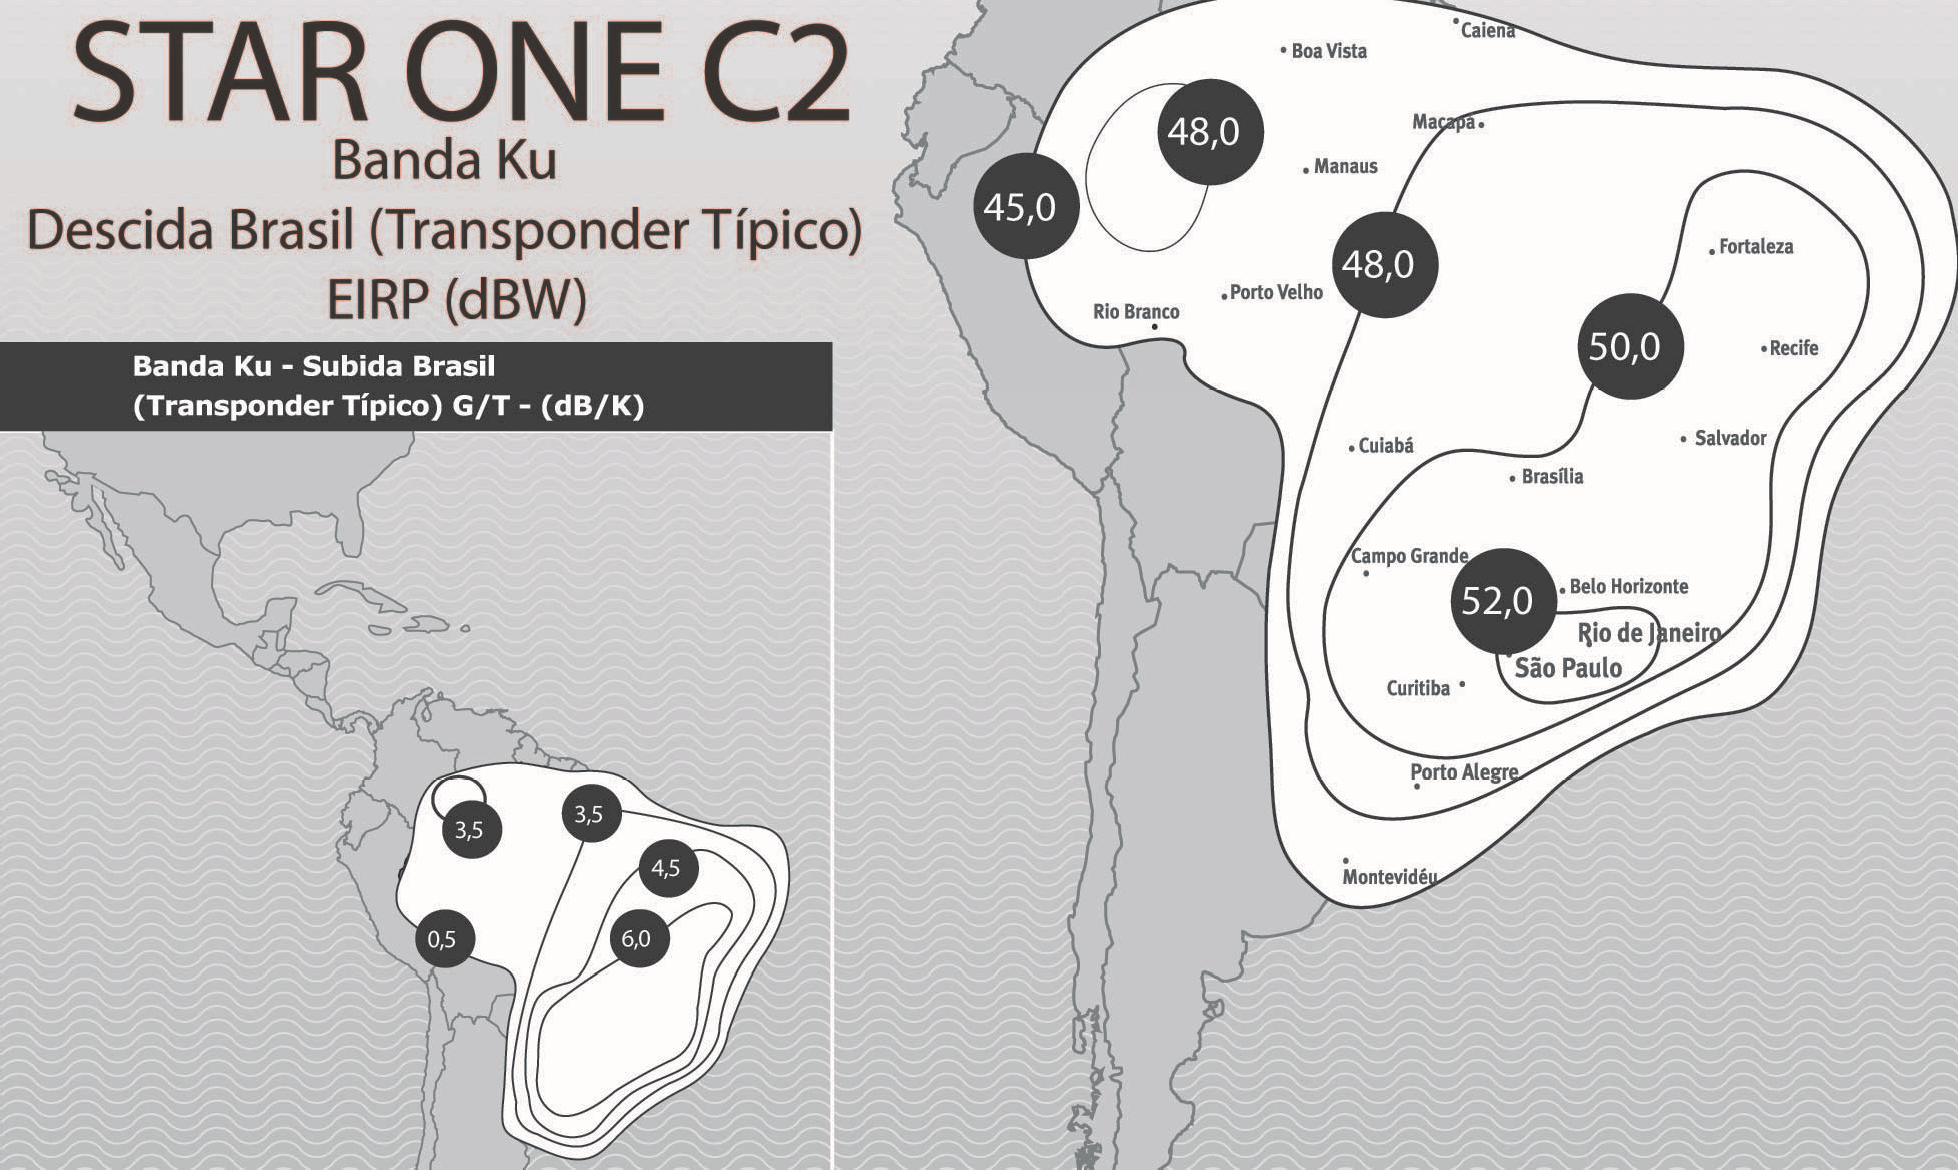 STAR ONE C2
Banda Ku
Descida Brasil (Transponder Típico)
EIRP (dBW)
Banda Ku - Subida Brasil
(Transponder Típico) G/T - (dB/K)
3,5
3,5
4,5
6,0
0,5
Caiena
Boa Vista
48,0
Macapá
Manaus
45,0
Fortaleza
48,0
Porto Velho
Rio Branco
50,0
Recife
Cuiabá
Salvador
Brasília
Campo Grande
52,0
Belo Horizonte
Rio de Janeiro
São Paulo
Curitiba
Porto Alegre
Montevidéu